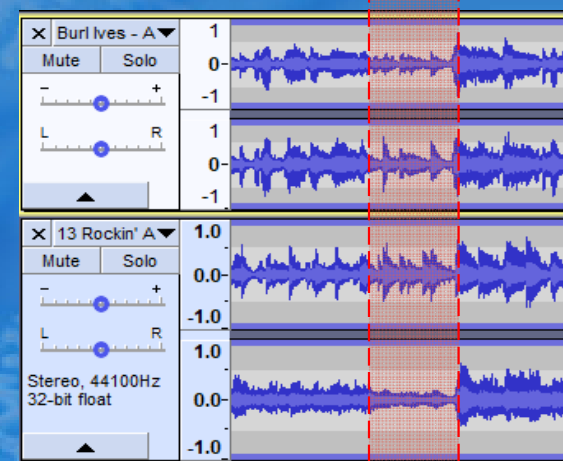 × Burl Ives - A▼
Mute Solo
- +
L R
1
0-
-1
1
0-
-1
× 13 Rockin' A▼
Mute Solo
- +
L R
Stereo, 44100Hz
32-bit float
1.0
0.0-
-1.0
1.0
0.0-
-1.0